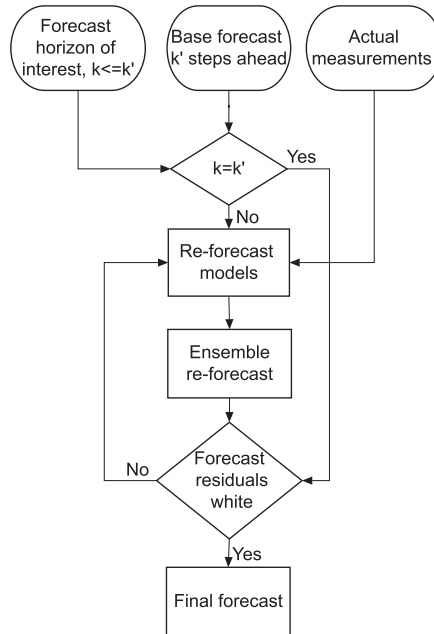 Forecast
horizon of
interest, k<=k'
Base forecast
k' steps ahead
Actual
measurements
k=k'
Yes
No
Re-forecast
models
Ensemble
re-forecast
No
Forecast
residuals
white
Yes
Final forecast